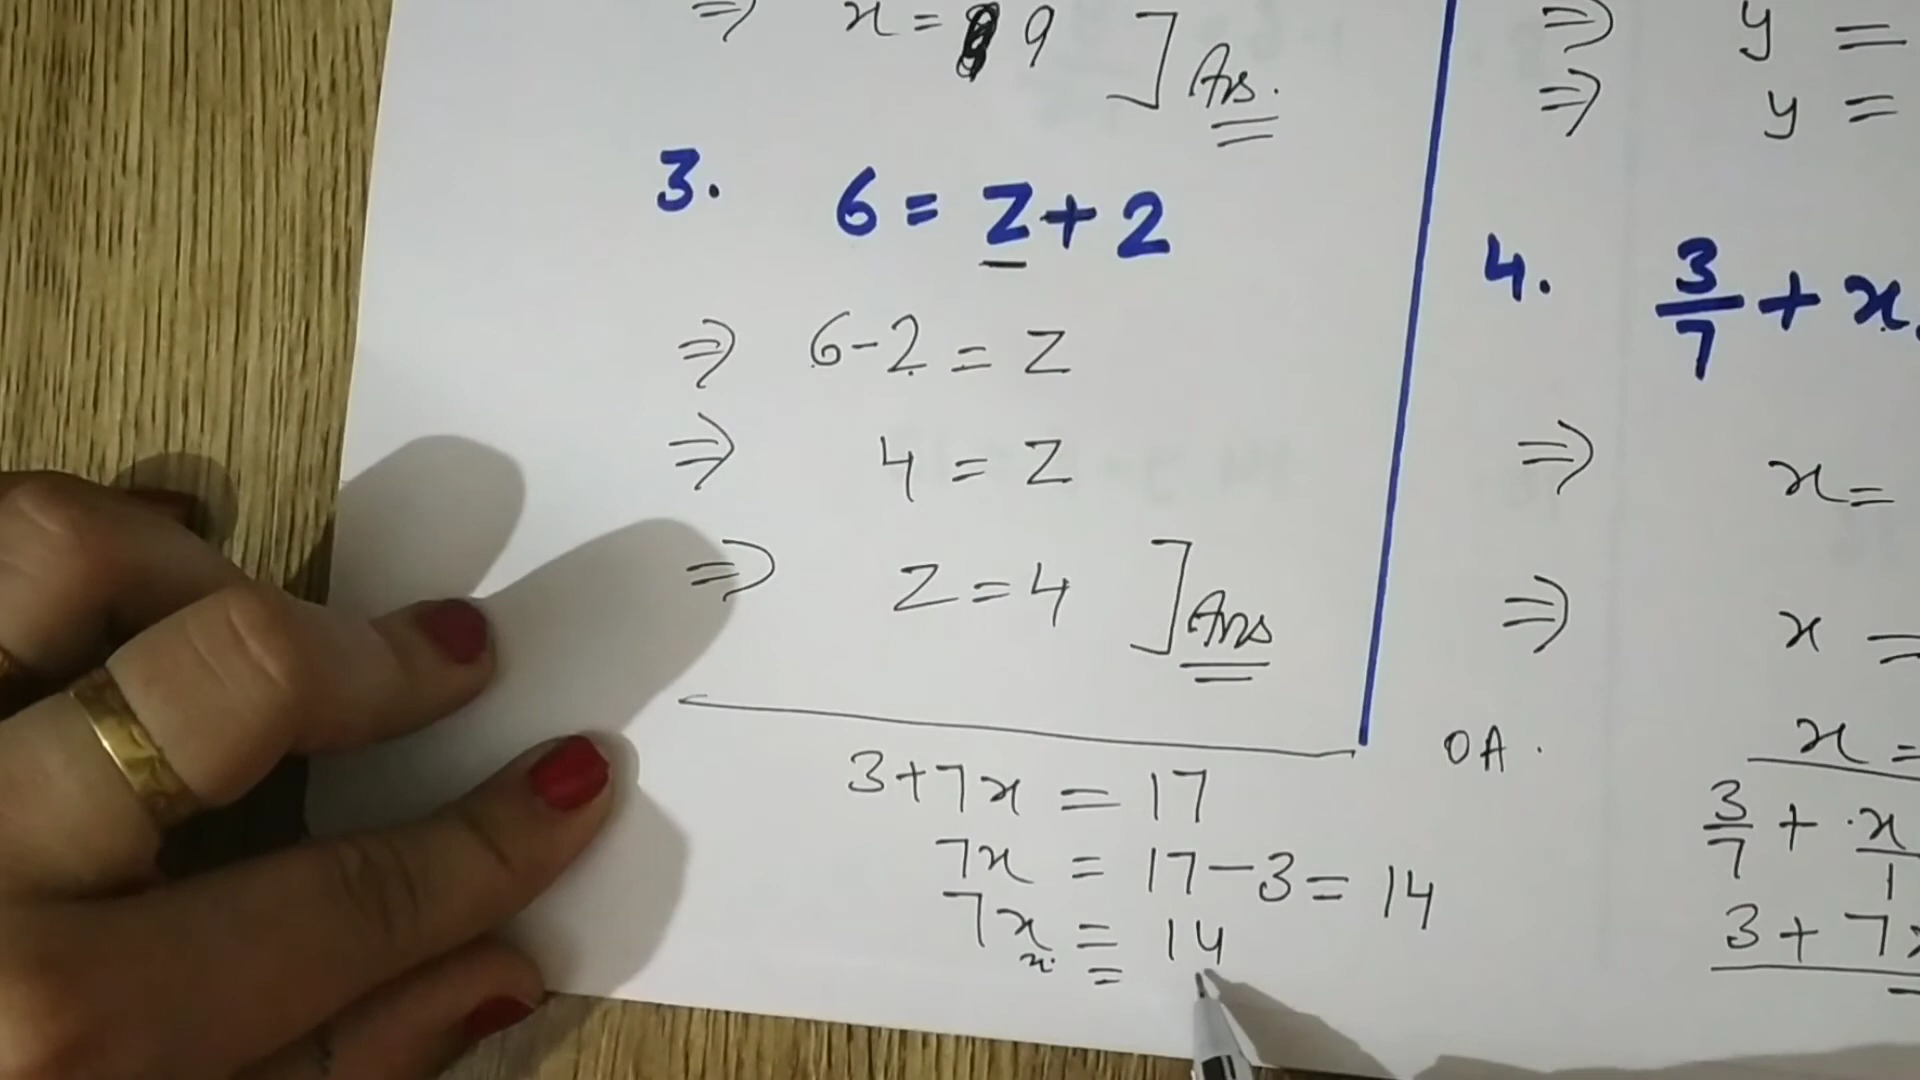 ⇒ x = 9 ] Ans.
3. 6 = z + 2
⇒ 6 - 2 = z
⇒ 4 = z
⇒ z = 4 ] Ans
3 + 7x = 17
7x = 17 - 3 = 14
7x = 14
x =
⇒ y =
⇒ y =
4. 3/7 + x
⇒ x =
⇒ x =
OA. x =
3/7 + x/1
3 + 7x
=